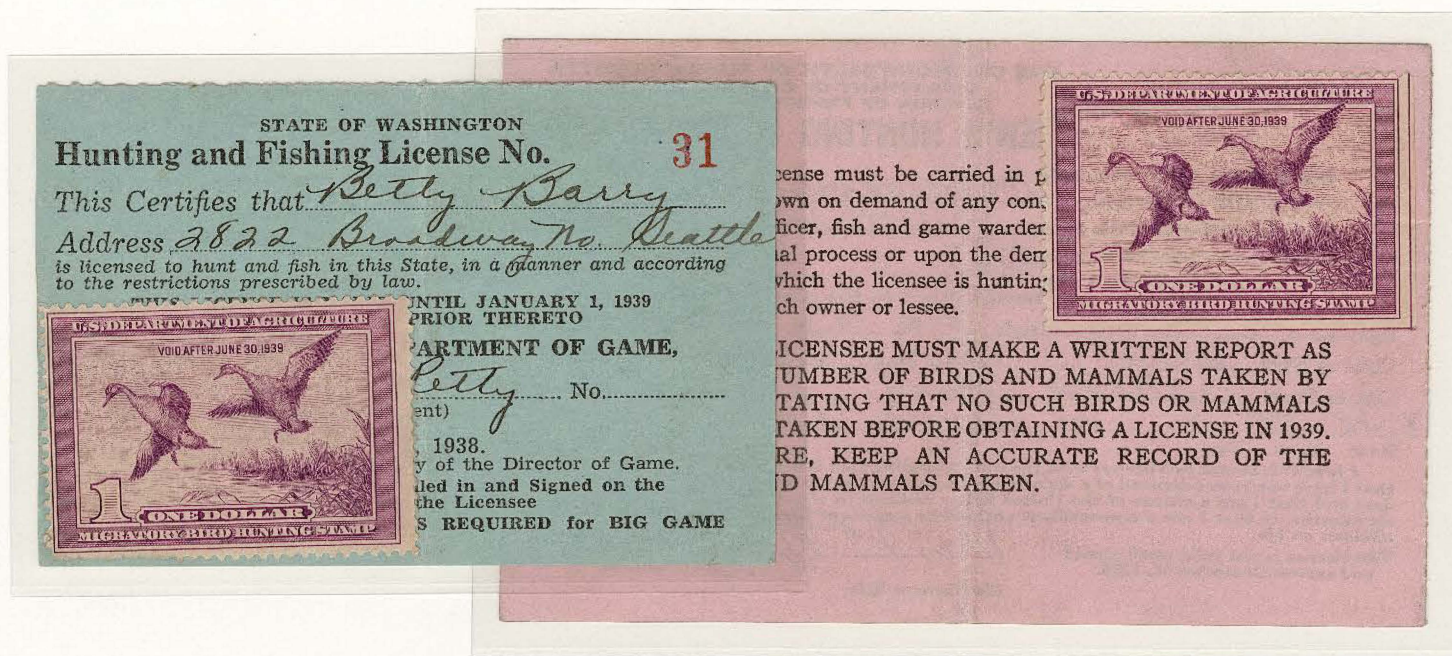 STATE OF WASHINGTON
Hunting and Fishing License No. 31
This Certifies that Betty Barry
Address 2822 Broadway No. Seattle
is licensed to hunt and fish in this State, in a manner and according
to the restrictions prescribed by law.
UNTIL JANUARY 1, 1939
PRIOR THERETO
PARTMENT OF GAME,
No.
ent)
1938.
y of the Director of Game.
led in and Signed on the
the Licensee
S REQUIRED for BIG GAME
U.S. DEPARTMENT OF AGRICULTURE
VOID AFTER JUNE 30, 1939
1
ONE DOLLAR
MIGRATORY BIRD HUNTING STAMP
cense must be carried in p
own on demand of any con
ficer, fish and game warden
al process or upon the dem
which the licensee is hunting
ch owner or lessee.
ICENSEE MUST MAKE A WRITTEN REPORT AS
UMBER OF BIRDS AND MAMMALS TAKEN BY
TATING THAT NO SUCH BIRDS OR MAMMALS
TAKEN BEFORE OBTAINING A LICENSE IN 1939.
RE, KEEP AN ACCURATE RECORD OF THE
D MAMMALS TAKEN.
U.S. DEPARTMENT OF AGRICULTURE
VOID AFTER JUNE 30, 1939
1
ONE DOLLAR
MIGRATORY BIRD HUNTING STAMP